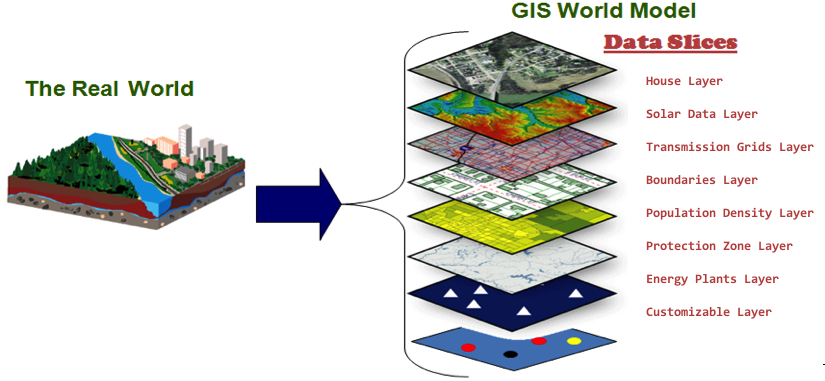 GIS World Model
Data Slices
The Real World
House Layer
Solar Data Layer
Transmission Grids Layer
Boundaries Layer
Population Density Layer
Protection Zone Layer
Energy Plants Layer
Customizable Layer